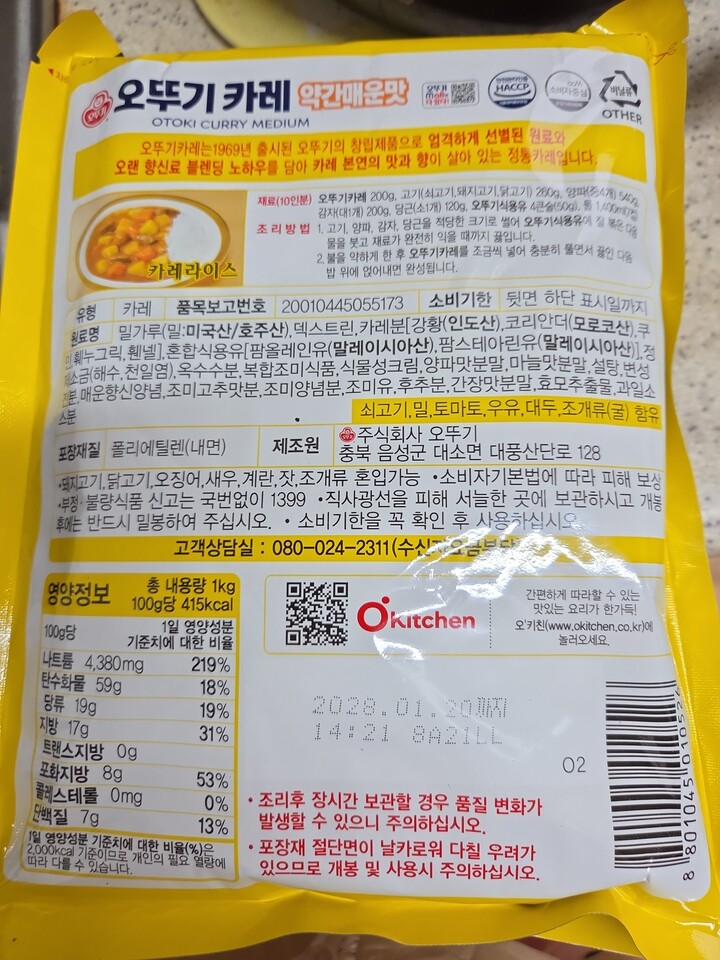 오뚜기 카레 약간매운맛
OTOKI CURRY MEDIUM
HACCP
소비자중심
비닐류
OTHER
오뚜기카레는1969년 출시된 오뚜기의 창립제품으로 엄격하게 선별된 원료와
오랜 향신료 블렌딩 노하우를 담아 카레 본연의 맛과 향이 살아 있는 정통카레입니다.
카레라이스
재료(10인분) 오뚜기카레 200g, 고기(쇠고기,돼지고기,닭고기) 260g, 양파(중4개) 540g,
감자(대1개) 200g, 당근(소1개) 120g, 오뚜기식용유 4큰술(50g), 물 1,400ml
조리방법 1. 고기, 양파, 감자, 당근을 적당한 크기로 썰어 오뚜기식용유에 잘 볶은 다음
물을 붓고 재료가 완전히 익을 때까지 끓입니다.
2. 불을 약하게 한 후 오뚜기카레를 조금씩 넣어 충분히 풀면서 끓인 다음
밥 위에 얹어내면 완성됩니다.
유형 카레 품목보고번호 20010445055173 소비기한 뒷면 하단 표시일까지
원료명 밀가루(밀:미국산/호주산),덱스트린,카레분[강황(인도산),코리안더(모로코산),쿠
민,훼누그릭,휀넬],혼합식용유[팜올레인유(말레이시아산),팜스테아린유(말레이시아산)],정
제소금(해수,천일염),옥수수분,복합조미식품,식물성크림,양파맛분말,마늘맛분말,설탕,변성
전분,매운향신양념,조미고추맛분,조미양념분,조미유,후추분,간장맛분말,효모추출물,과일소
스분
쇠고기,밀,토마토,우유,대두,조개류(굴) 함유
포장재질 폴리에틸렌(내면) 제조원 주식회사 오뚜기
충북 음성군 대소면 대풍산단로 128
•돼지고기,닭고기,오징어,새우,계란,잣,조개류 혼입가능 •소비자기본법에 따라 피해 보상
•부정·불량식품 신고는 국번없이 1399 •직사광선을 피해 서늘한 곳에 보관하시고 개봉
후에는 반드시 밀봉하여 주십시오. • 소비기한을 꼭 확인 후 사용하십시오
고객상담실 : 080-024-2311(수신자요금부담)
영양정보 총 내용량 1kg
100g당 415kcal
100g당 1일 영양성분
기준치에 대한 비율
나트륨 4,380mg 219%
탄수화물 59g 18%
당류 19g 19%
지방 17g 31%
트랜스지방 0g
포화지방 8g 53%
콜레스테롤 0mg 0%
단백질 7g 13%
1일 영양성분 기준치에 대한 비율(%)은
2,000kcal 기준이므로 개인의 필요 열량에
따라 다를 수 있습니다.
O'Kitchen
간편하게 따라할 수 있는
맛있는 요리가 한가득!
오'키친(www.okitchen,co,kr)에
놀러오세요.
2028.01.20까지
14:21 8A21LL
02
• 조리후 장시간 보관할 경우 품질 변화가
발생할 수 있으니 주의하십시오.
• 포장재 절단면이 날카로워 다칠 우려가
있으므로 개봉 및 사용시 주의하십시오.
8 801045 010522